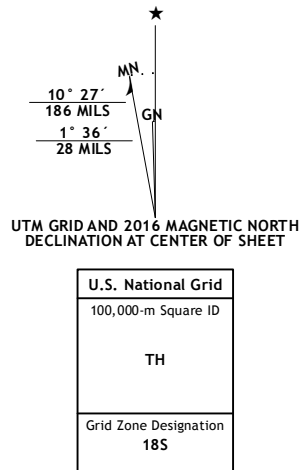 MN
GN
10° 27´
186 MILS
1° 36´
28 MILS
UTM GRID AND 2016 MAGNETIC NORTH
DECLINATION AT CENTER OF SHEET
U.S. National Grid
100,000-m Square ID
TH
Grid Zone Designation
18S